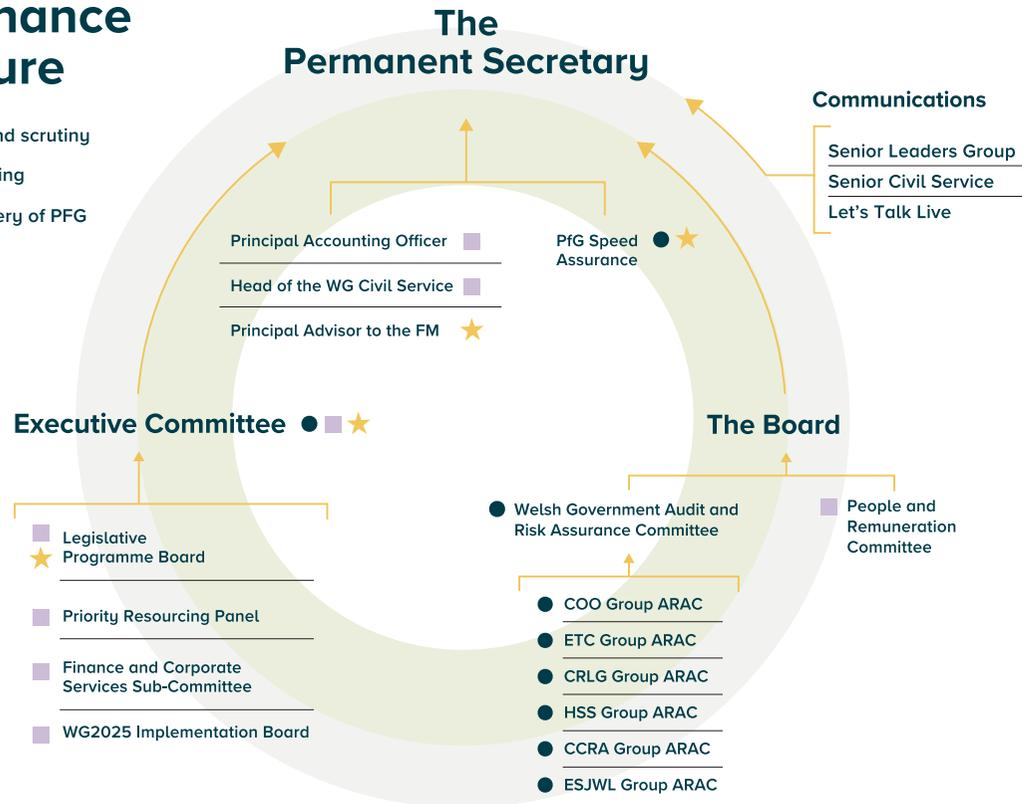 nance
ure
nd scrutiny
ing
ery of PFG
The
Permanent Secretary
Communications
Senior Leaders Group
Senior Civil Service
Let's Talk Live
Principal Accounting Officer
Head of the WG Civil Service
Principal Advisor to the FM
PfG Speed
Assurance
Executive Committee
Legislative
Programme Board
Priority Resourcing Panel
Finance and Corporate
Services Sub-Committee
WG2025 Implementation Board
The Board
Welsh Government Audit and
Risk Assurance Committee
People and
Remuneration
Committee
COO Group ARAC
ETC Group ARAC
CRLG Group ARAC
HSS Group ARAC
CCRA Group ARAC
ESJWL Group ARAC